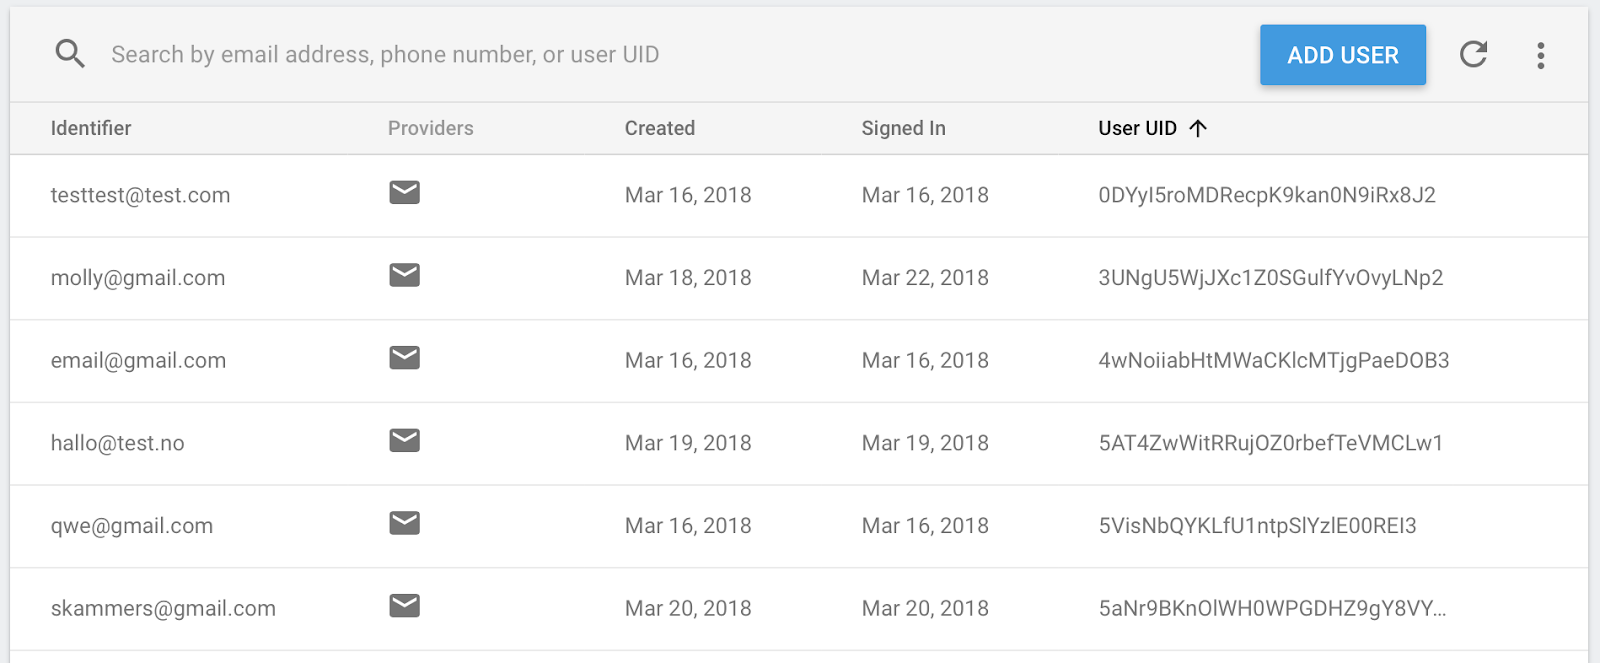 Search by email address, phone number, or user UID ADD USER
Identifier Providers Created Signed In User UID
testtest@test.com Mar 16, 2018 Mar 16, 2018 0DYyI5roMDRecpK9kan0N9iRx8J2
molly@gmail.com Mar 18, 2018 Mar 22, 2018 3UNgU5WjJXc1Z0SGulfYvOvyLNp2
email@gmail.com Mar 16, 2018 Mar 16, 2018 4wNoiiabHtMWaCKlcMTjgPaeDOB3
hallo@test.no Mar 19, 2018 Mar 19, 2018 5AT4ZwWitRRujOZ0rbefTeVMCLw1
qwe@gmail.com Mar 16, 2018 Mar 16, 2018 5VisNbQYKLfU1ntpSlYzlE00REI3
skammers@gmail.com Mar 20, 2018 Mar 20, 2018 5aNr9BKnOlWH0WPGDHZ9gY8VY...